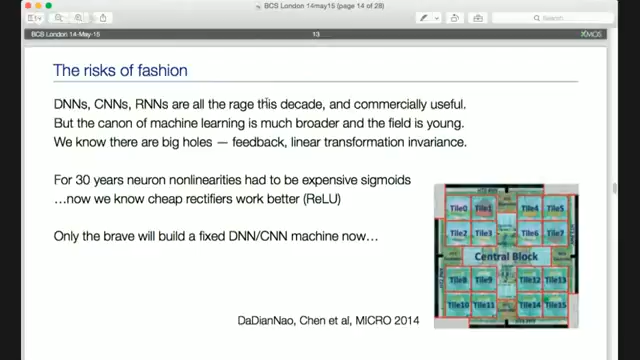 BCS London 14may15 (page 14 of 28)
Search
BCS London 14-May-15
13
XMOS
The risks of fashion
DNNs, CNNs, RNNs are all the rage this decade, and commercially useful.
But the canon of machine learning is much broader and the field is young.
We know there are big holes — feedback, linear transformation invariance.
For 30 years neuron nonlinearities had to be expensive sigmoids
…now we know cheap rectifiers work better (ReLU)
Only the brave will build a fixed DNN/CNN machine now…
Tile0 Tile1 Tile4 Tile5
Tile2 Tile3 Tile6 Tile7
Central Block
Tile8 Tile9 Tile12 Tile13
Tile10 Tile11 Tile14 Tile15
DaDianNao, Chen et al, MICRO 2014